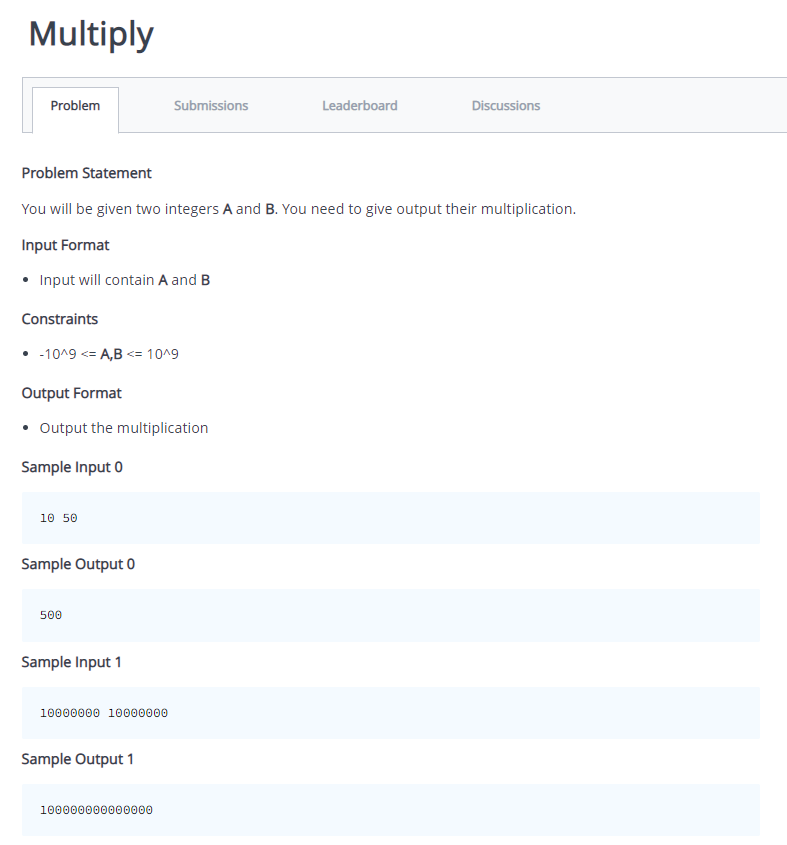 Multiply
Problem Submissions Leaderboard Discussions
Problem Statement
You will be given two integers A and B. You need to give output their multiplication.
Input Format
• Input will contain A and B
Constraints
• -10^9 <= A,B <= 10^9
Output Format
• Output the multiplication
Sample Input 0
10 50
Sample Output 0
500
Sample Input 1
10000000 10000000
Sample Output 1
100000000000000